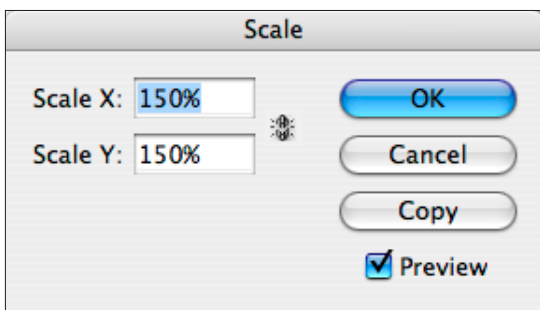 Scale
Scale X: 150%
OK
Scale Y: 150%
Cancel
Copy
Preview